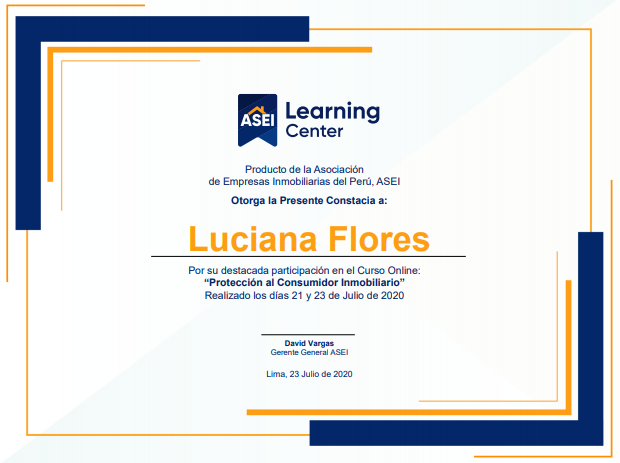 ASEI
Learning
Center
Producto de la Asociación
de Empresas Inmobiliarias del Perú, ASEI
Otorga la Presente Constacia a:
Luciana Flores
Por su destacada participación en el Curso Online:
“Protección al Consumidor Inmobiliario”
Realizado los días 21 y 23 de Julio de 2020
David Vargas
Gerente General ASEI
Lima, 23 Julio de 2020